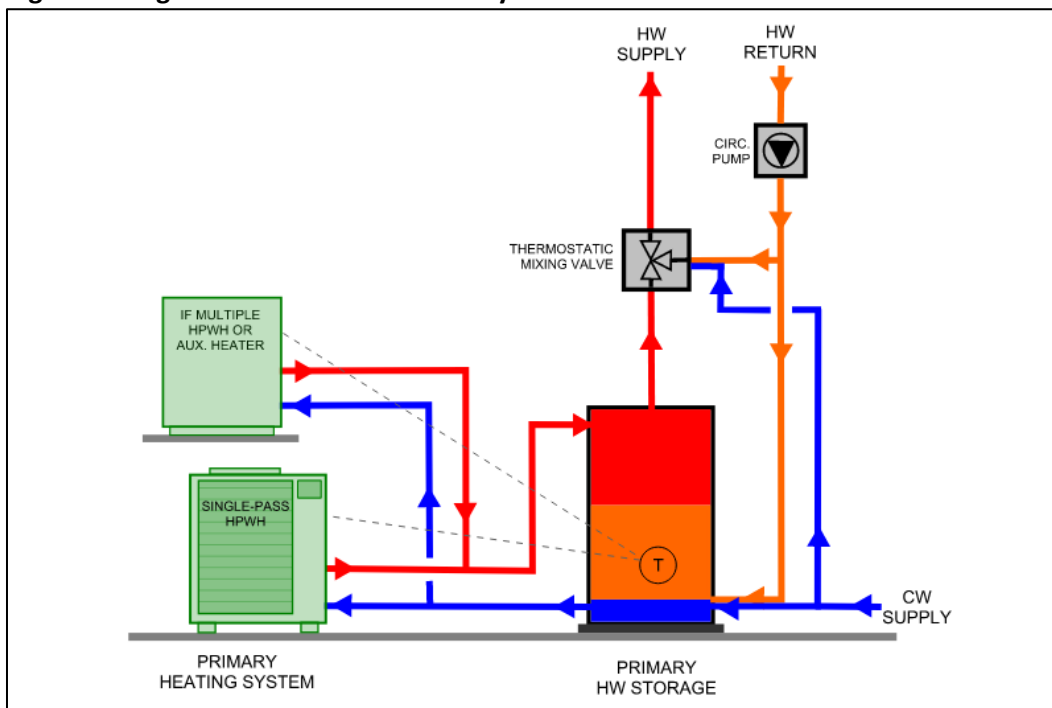 HW
SUPPLY
HW
RETURN
CIRC.
PUMP
THERMOSTATIC
MIXING VALVE
IF MULTIPLE
HPWH OR
AUX. HEATER
SINGLE-PASS
HPWH
T
CW
SUPPLY
PRIMARY
HEATING SYSTEM
PRIMARY
HW STORAGE